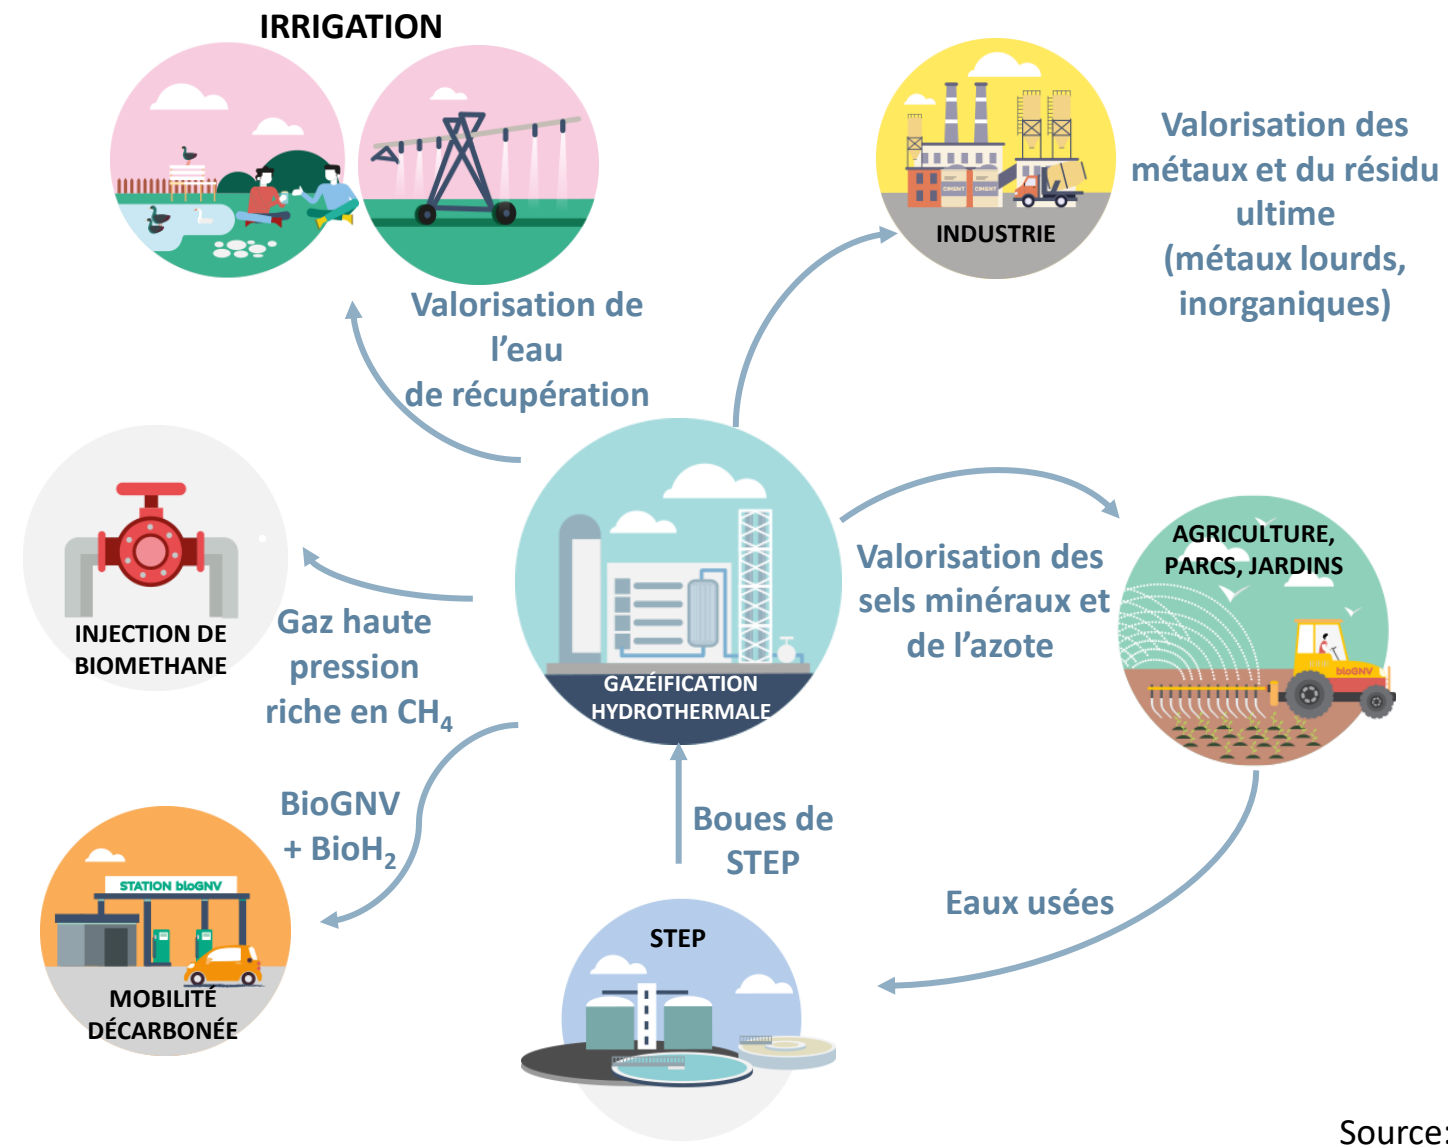 IRRIGATION
INDUSTRIE
CIMENT
CIMENT
Valorisation des
métaux et du résidu
ultime
(métaux lourds,
inorganiques)
Valorisation de
l’eau
de récupération
INJECTION DE
BIOMETHANE
Gaz haute
pression
riche en CH₄
GAZÉIFICATION
HYDROTHERMALE
Valorisation des
sels minéraux et
de l’azote
AGRICULTURE,
PARCS, JARDINS
bioGNV
BioGNV
+ BioH₂
STATION bioGNV
MOBILITÉ
DÉCARBONÉE
Boues de
STEP
STEP
Eaux usées
Source: